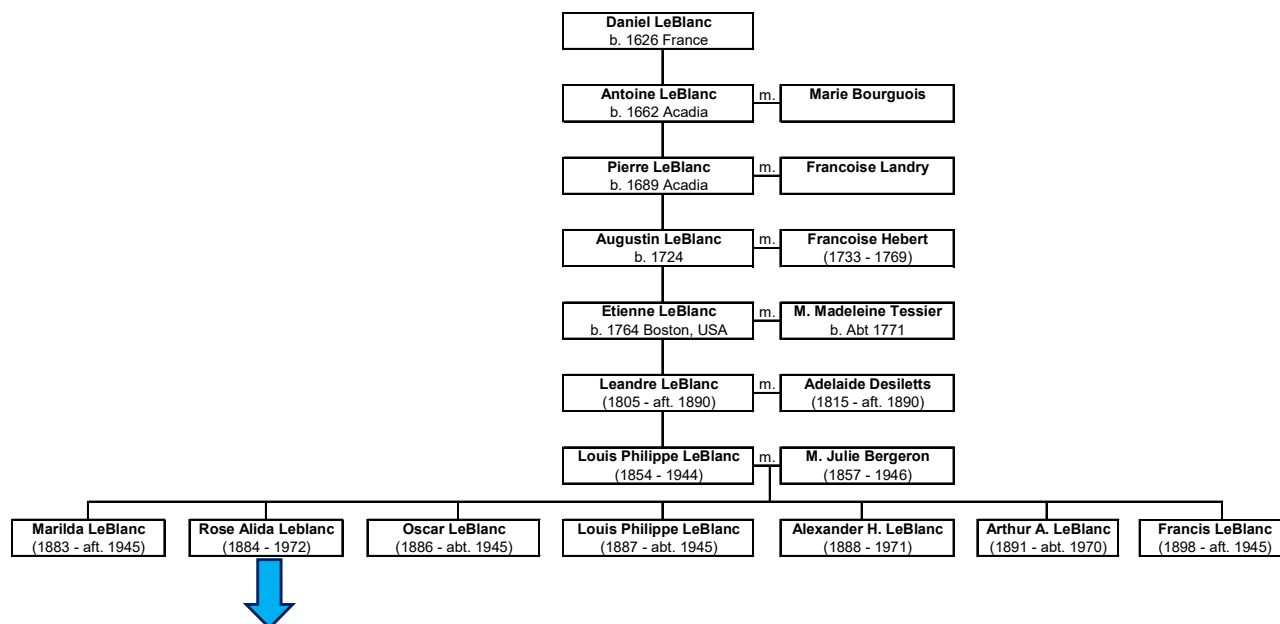 Daniel LeBlanc
b. 1626 France
Antoine LeBlanc
b. 1662 Acadia
m.
Marie Bourguois
Pierre LeBlanc
b. 1689 Acadia
m.
Francoise Landry
Augustin LeBlanc
b. 1724
m.
Francoise Hebert
(1733 - 1769)
Etienne LeBlanc
b. 1764 Boston, USA
m.
M. Madeleine Tessier
b. Abt 1771
Leandre LeBlanc
(1805 - aft. 1890)
m.
Adelaide Desiletts
(1815 - aft. 1890)
Louis Philippe LeBlanc
(1854 - 1944)
m.
M. Julie Bergeron
(1857 - 1946)
Marilda LeBlanc
(1883 - aft. 1945)
Rose Alida Leblanc
(1884 - 1972)
Oscar LeBlanc
(1886 - abt. 1945)
Louis Philippe LeBlanc
(1887 - abt. 1945)
Alexander H. LeBlanc
(1888 - 1971)
Arthur A. LeBlanc
(1891 - abt. 1970)
Francis LeBlanc
(1898 - aft. 1945)